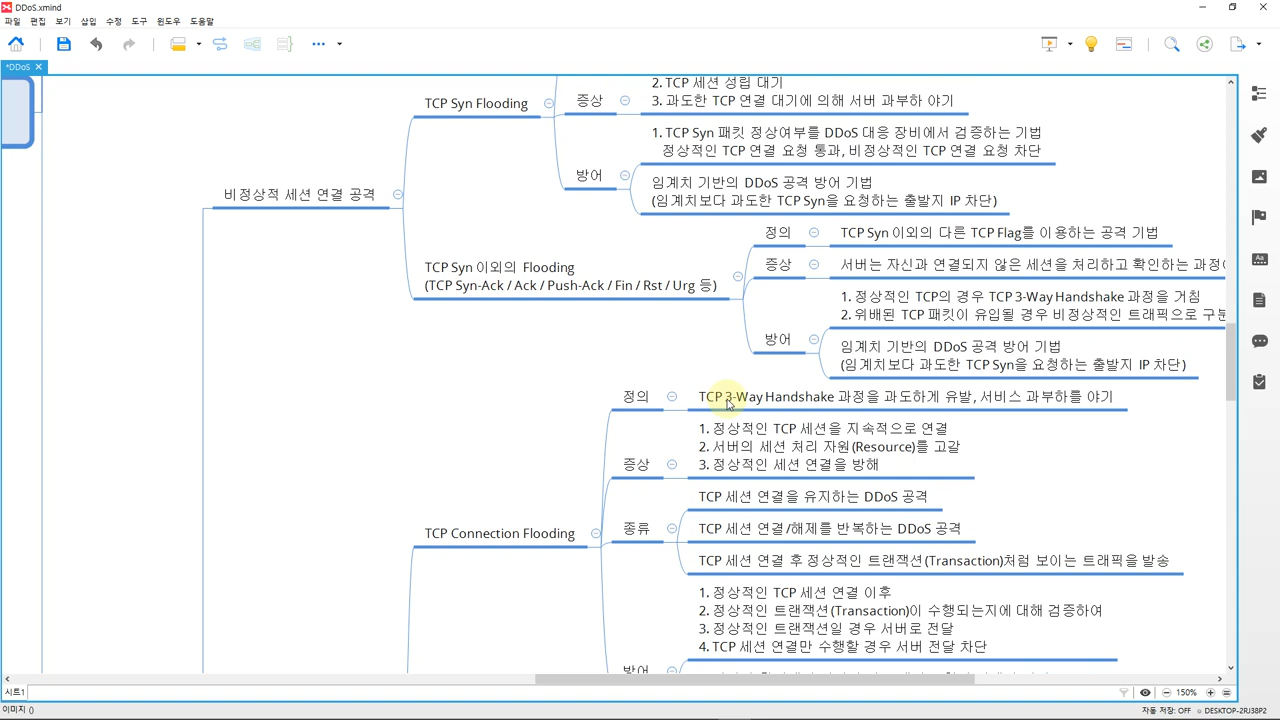 DDoS.xmind
파일 편집 보기 삽입 수정 도구 윈도우 도움말
*DDoS
2. TCP 세션 성립 대기
TCP Syn Flooding
증상
3. 과도한 TCP 연결 대기에 의해 서버 과부하 야기
1. TCP Syn 패킷 정상여부를 DDoS 대응 장비에서 검증하는 기법
정상적인 TCP 연결 요청 통과, 비정상적인 TCP 연결 요청 차단
방어
임계치 기반의 DDoS 공격 방어 기법
(임계치보다 과도한 TCP Syn을 요청하는 출발지 IP 차단)
비정상적 세션 연결 공격
정의
TCP Syn 이외의 다른 TCP Flag를 이용하는 공격 기법
TCP Syn 이외의 Flooding
(TCP Syn-Ack / Ack / Push-Ack / Fin / Rst / Urg 등)
증상
서버는 자신과 연결되지 않은 세션을 처리하고 확인하는 과정
1. 정상적인 TCP의 경우 TCP 3-Way Handshake 과정을 거침
2. 위배된 TCP 패킷이 유입될 경우 비정상적인 트래픽으로 구분
방어
임계치 기반의 DDoS 공격 방어 기법
(임계치보다 과도한 TCP Syn을 요청하는 출발지 IP 차단)
정의
TCP 3-Way Handshake 과정을 과도하게 유발, 서비스 과부하를 야기
1. 정상적인 TCP 세션을 지속적으로 연결
2. 서버의 세션 처리 자원(Resource)를 고갈
증상
3. 정상적인 세션 연결을 방해
TCP 세션 연결을 유지하는 DDoS 공격
TCP Connection Flooding
종류
TCP 세션 연결/해제를 반복하는 DDoS 공격
TCP 세션 연결 후 정상적인 트랜잭션(Transaction)처럼 보이는 트래픽을 발송
1. 정상적인 TCP 세션 연결 이후
2. 정상적인 트랜잭션(Transaction)이 수행되는지에 대해 검증하여
3. 정상적인 트랜잭션일 경우 서버로 전달
4. TCP 세션 연결만 수행할 경우 서버 전달 차단
방어
시트1
150%
이미지 ()
자동 저장: OFF
DESKTOP-2RJ38P2